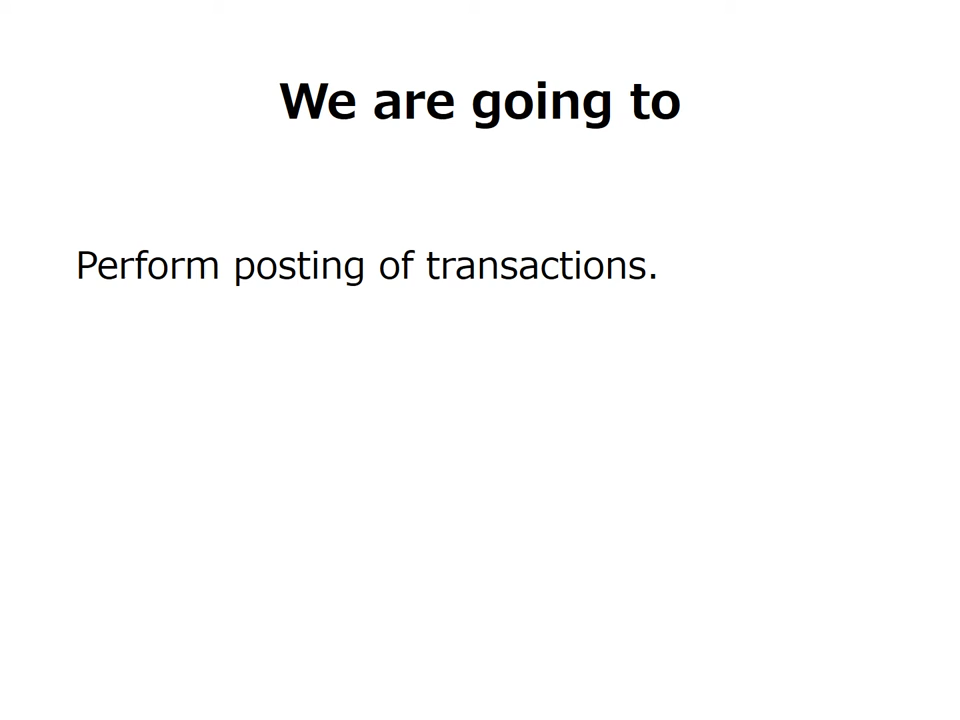 We are going to
Perform posting of transactions.